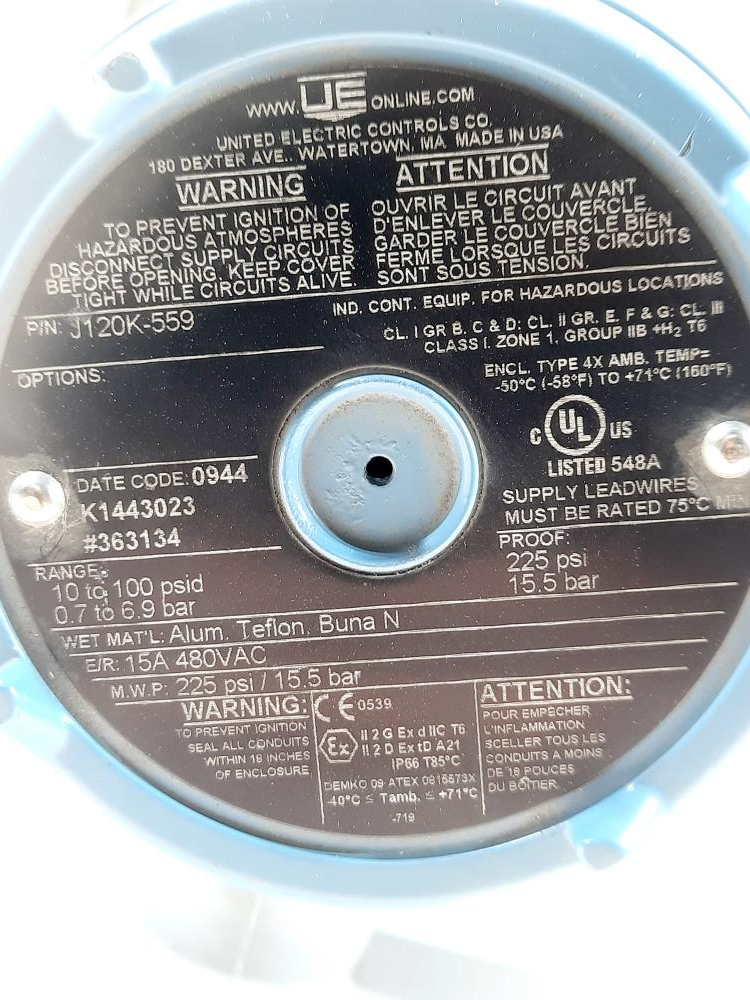 WWW. UE ONLINE.COM
UNITED ELECTRIC CONTROLS CO.
180 DEXTER AVE., WATERTOWN, MA MADE IN USA
WARNING
TO PREVENT IGNITION OF
HAZARDOUS ATMOSPHERES
DISCONNECT SUPPLY CIRCUITS
BEFORE OPENING. KEEP COVER
TIGHT WHILE CIRCUITS ALIVE.
ATTENTION
OUVRIR LE CIRCUIT AVANT
D'ENLEVER LE COUVERCLE,
GARDER LE COUVERCLE BIEN
FERME LORSQUE LES CIRCUITS
SONT SOUS TENSION.
P/N: J120K-559
IND. CONT. EQUIP. FOR HAZARDOUS LOCATIONS
CL. I GR B, C & D: CL. II GR. E, F & G: CL. III
CLASS I, ZONE 1, GROUP IIB +H2 T6
OPTIONS:
ENCL. TYPE 4X AMB. TEMP=
-50°C (-58°F) TO +71°C (160°F)
C UL US
LISTED 548A
DATE CODE: 0944
K1443023
#363134
SUPPLY LEADWIRES
MUST BE RATED 75°C
PROOF:
225 psi
15.5 bar
RANGE:
10 to 100 psid
0.7 to 6.9 bar
WET MAT'L: Alum, Teflon, Buna N
E/R: 15A 480VAC
M.W.P: 225 psi / 15.5 bar
WARNING:
TO PREVENT IGNITION
SEAL ALL CONDUITS
WITHIN 18 INCHES
OF ENCLOSURE
CE 0539
Ex II 2 G Ex d IIC T6
II 2 D Ex tD A21
IP66 T85°C
DEMKO 09 ATEX 0815573X
-40°C ≤ Tamb. ≤ +71°C
-719
ATTENTION:
POUR EMPECHER
L'INFLAMMATION
SCELLER TOUS LES
CONDUITS A MOINS
DE 18 POUCES
DU BOÎTIER